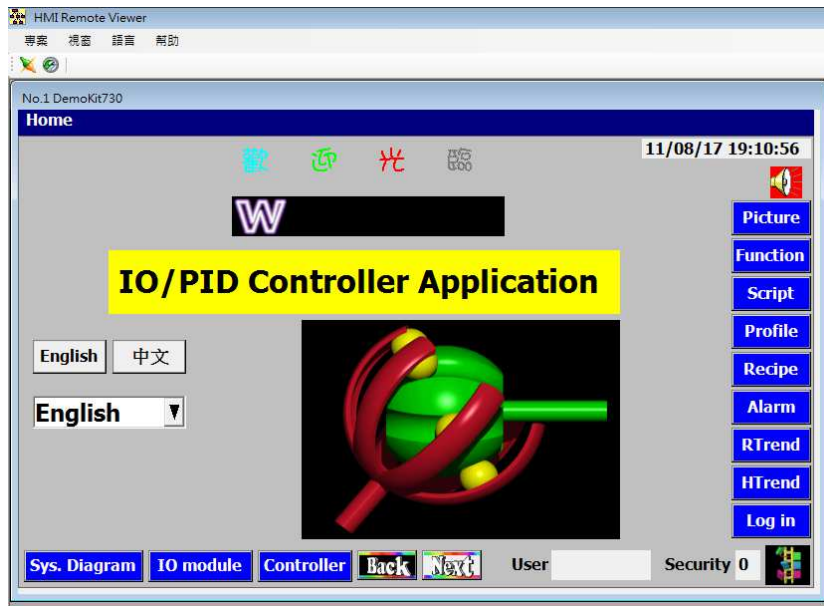 HMI Remote Viewer
專案 視窗 語言 幫助
No.1 DemoKit730
Home
歡 迎 光 臨
11/08/17 19:10:56
W
Picture
Function
IO/PID Controller Application
Script
Profile
English 中文
Recipe
English
Alarm
RTrend
HTrend
Log in
Sys. Diagram IO module Controller Back Next User Security 0